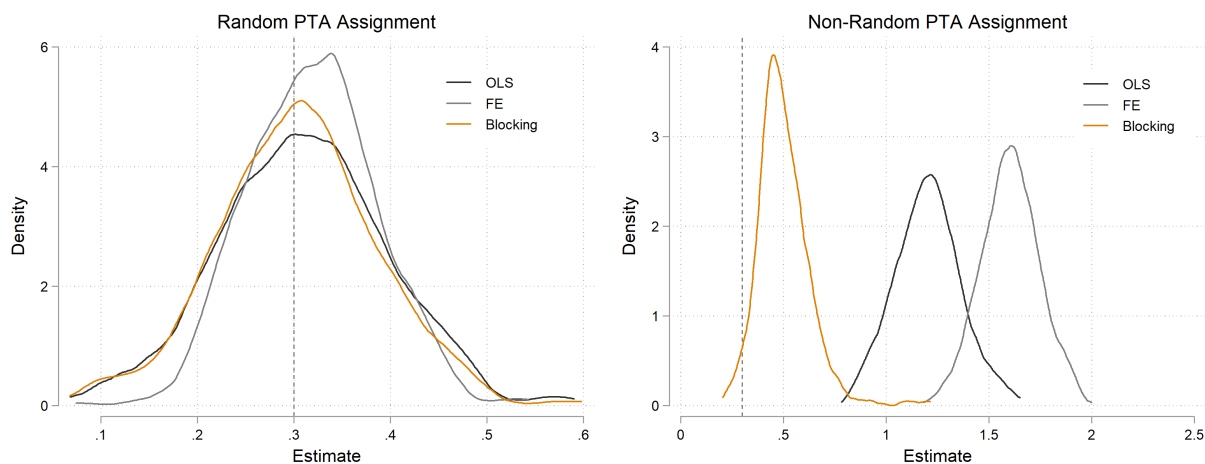 Random PTA Assignment
6
4
2
0
Density
OLS
FE
Blocking
.1 .2 .3 .4 .5 .6
Estimate
Non-Random PTA Assignment
4
3
2
1
0
Density
OLS
FE
Blocking
0 .5 1 1.5 2 2.5
Estimate